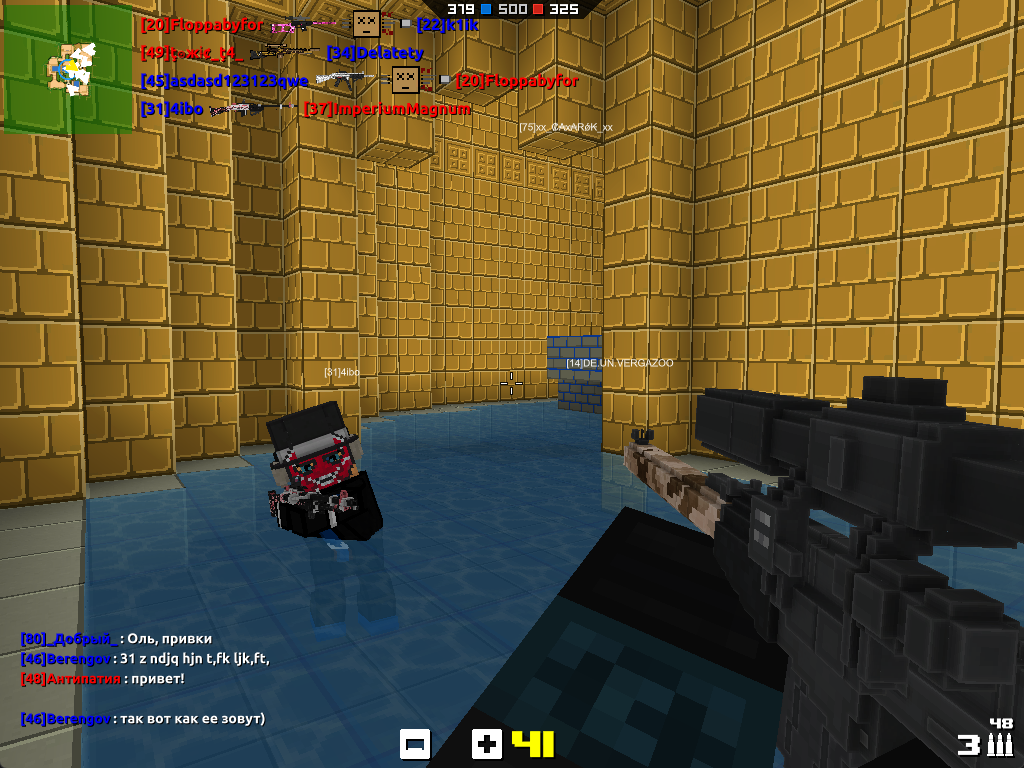 379 500 325
[20]Floppabyfor [22]k1ik
[34]Delatety
[45]asdasd123123qwe [20]Floppabyfor
[31]4ibo [37]ImperiumMagnum
[31]4ibo
[14]DE.UN.VERGAZOO
[80]_Добрый_: Оль, привки
[46]Berengov: 31 z ndjq hjn t,fk ljk,ft,
[48]Антипатия: привет!
[46]Berengov: так вот как ее зовут)
41
48
3